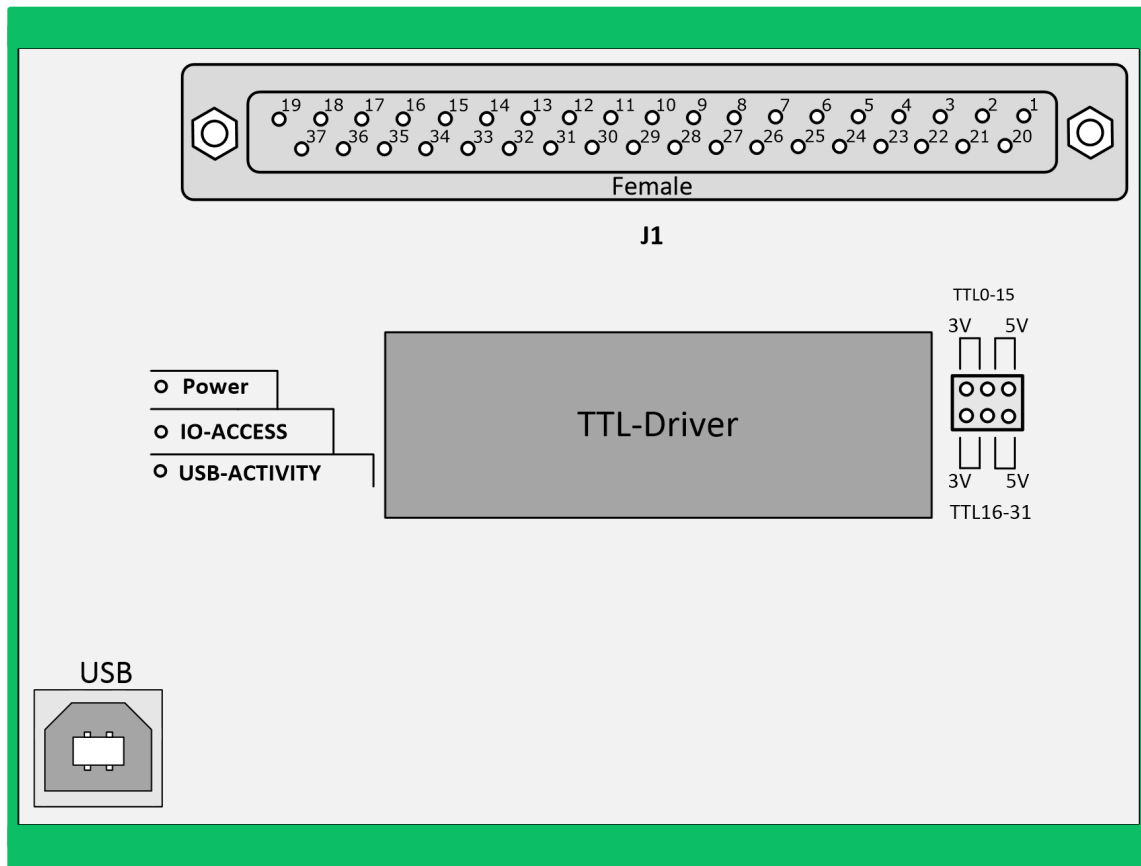 19 18 17 16 15 14 13 12 11 10 9 8 7 6 5 4 3 2 1
37 36 35 34 33 32 31 30 29 28 27 26 25 24 23 22 21 20
Female
J1
TTL0-15
3V 5V
Power
IO-ACCESS
USB-ACTIVITY
TTL-Driver
3V 5V
TTL16-31
USB